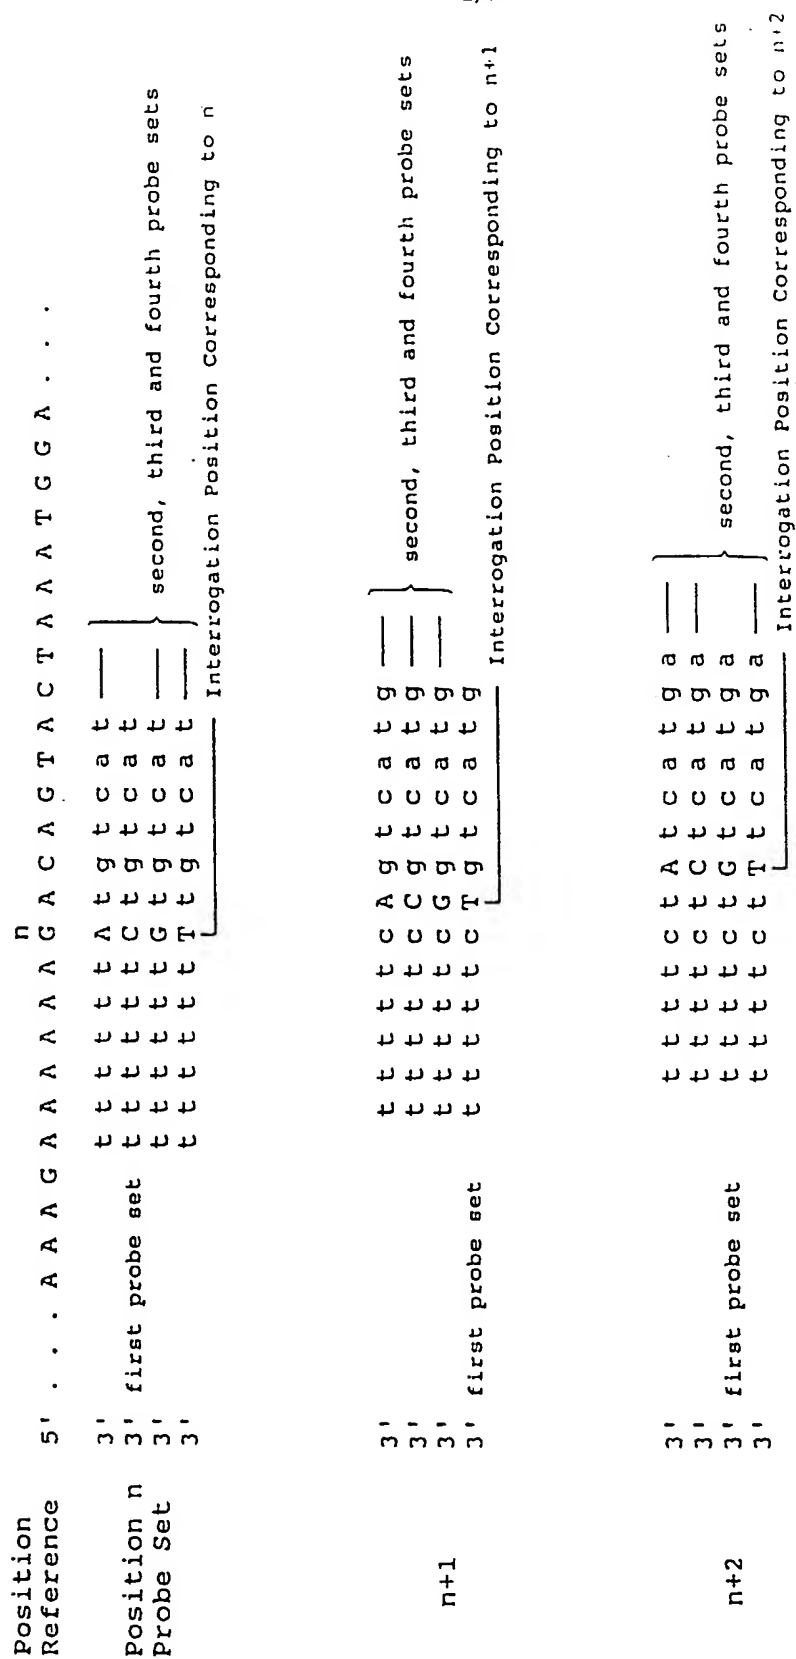 Position n
Reference 5' . . . A A A G A A A A A A G A C A G T A C T A A A T G G A . . .
3' t t t t t t A t g t c a t
Position n 3' first probe set t t t t t t C t g t c a t
Probe Set 3' t t t t t t G t g t c a t second, third and fourth probe sets
3' t t t t t t T t g t c a t
Interrogation Position Corresponding to n
3' t t t t t c A g t c a t g
3' t t t t t c C g t c a t g second, third and fourth probe sets
n+1 3' t t t t t c G g t c a t g
3' first probe set t t t t t c T g t c a t g
Interrogation Position Corresponding to n+1
3' t t t t c t A t c a t g a
3' t t t t c t C t c a t g a
n+2 3' first probe set t t t t c t G t c a t g a second, third and fourth probe sets
3' t t t t c t T t c a t g a
Interrogation Position Corresponding to n+2